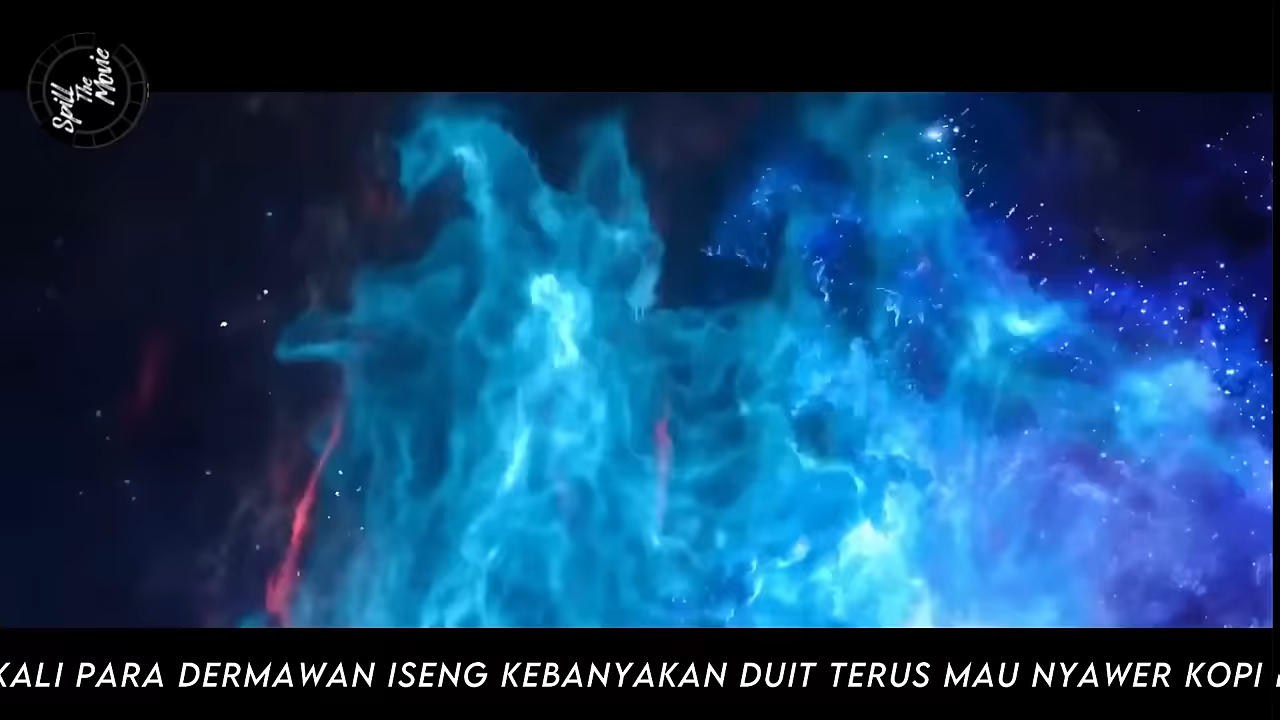 Spill
The
Movie
KALI PARA DERMAWAN ISENG KEBANYAKAN DUIT TERUS MAU NYAWER KOPI